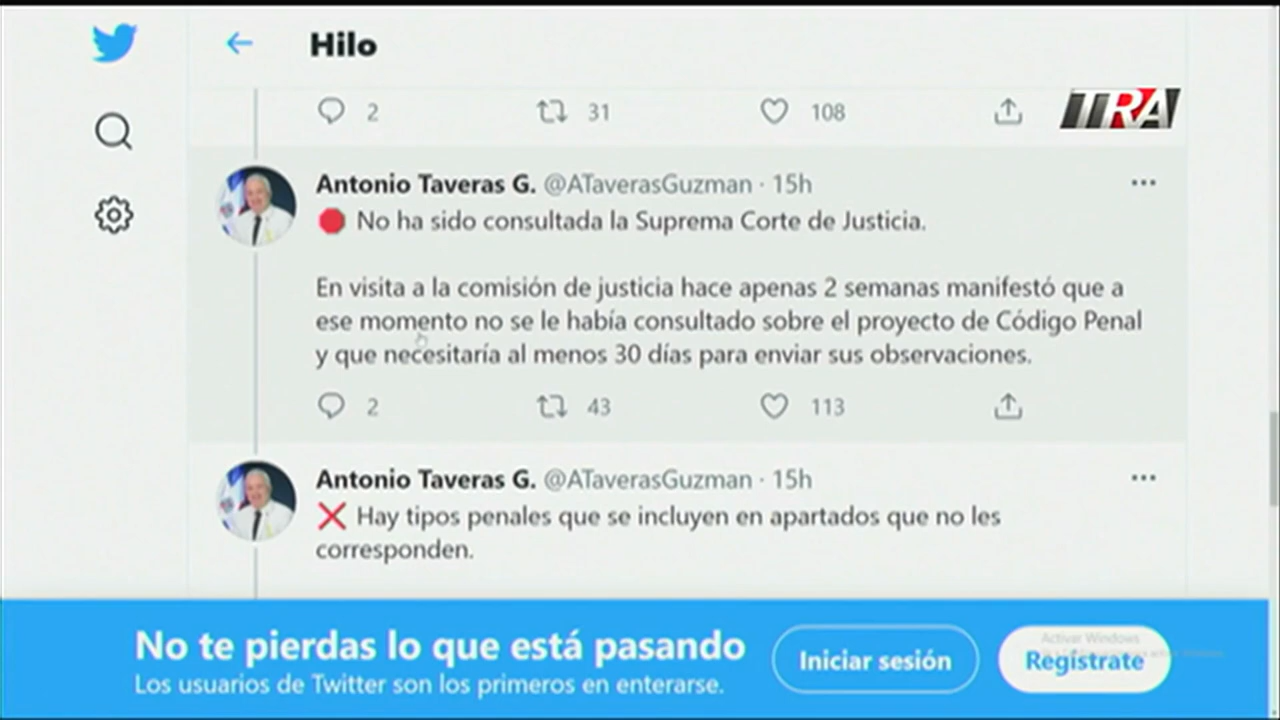 Hilo
2 31 108
TRA
Antonio Taveras G. @ATaverasGuzman · 15h
No ha sido consultada la Suprema Corte de Justicia.
En visita a la comisión de justicia hace apenas 2 semanas manifestó que a
ese momento no se le había consultado sobre el proyecto de Código Penal
y que necesitaría al menos 30 días para enviar sus observaciones.
2 43 113
Antonio Taveras G. @ATaverasGuzman · 15h
Hay tipos penales que se incluyen en apartados que no les
corresponden.
No te pierdas lo que está pasando
Los usuarios de Twitter son los primeros en enterarse.
Iniciar sesión
Regístrate
Activar Windows